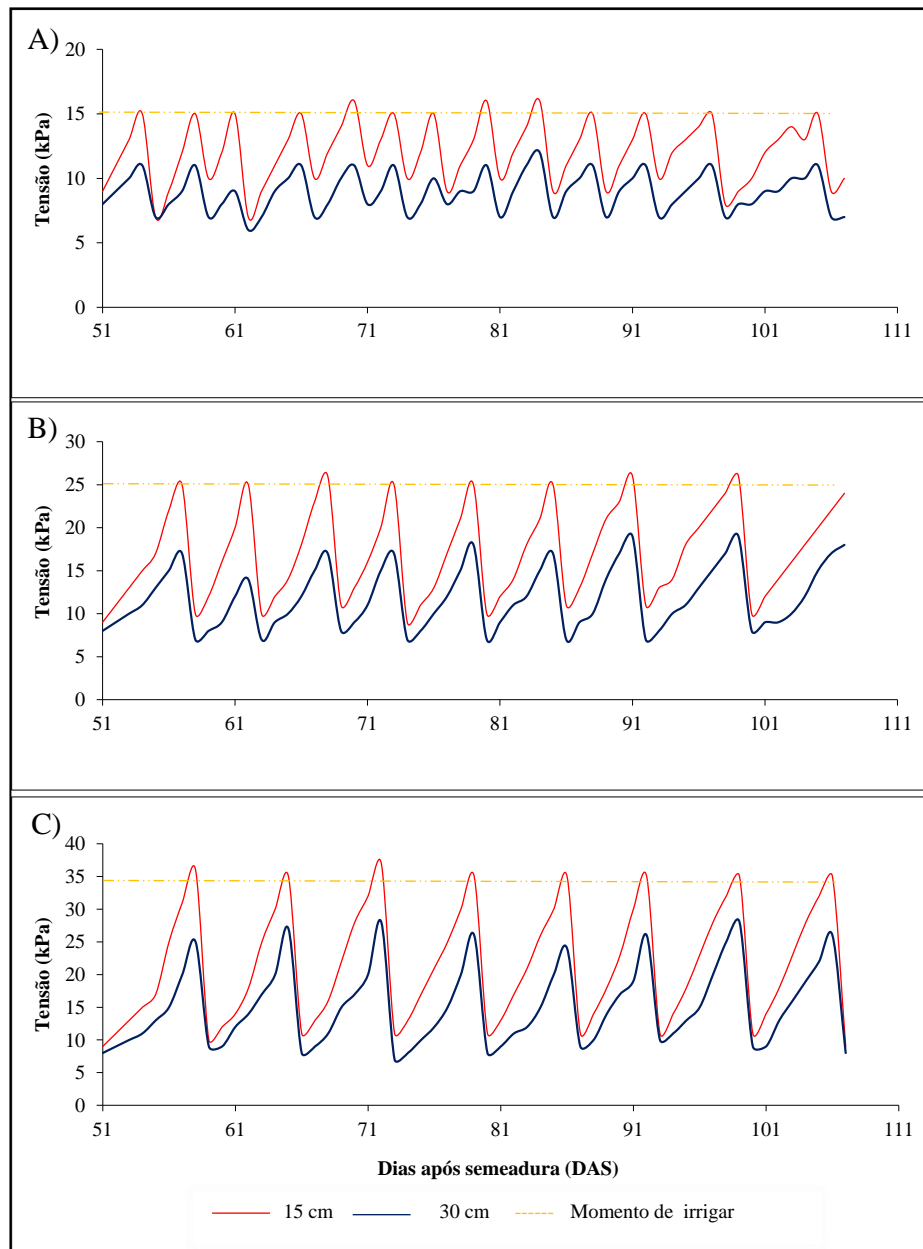 A)
Tensão (kPa)
20
15
10
5
0
51 61 71 81 91 101 111
B)
Tensão (kPa)
30
25
20
15
10
5
0
51 61 71 81 91 101 111
C)
Tensão (kPa)
40
35
30
25
20
15
10
5
0
51 61 71 81 91 101 111
Dias após semeadura (DAS)
15 cm 30 cm Momento de irrigar